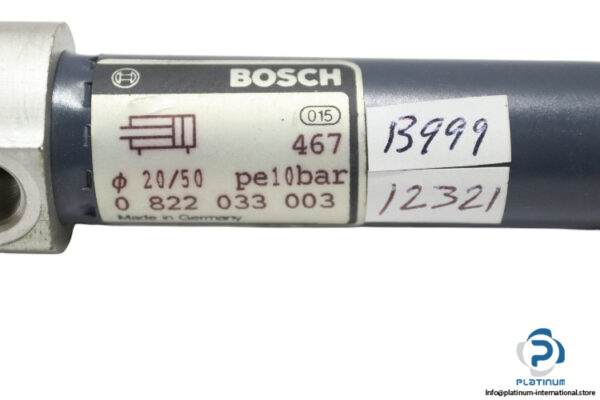 BOSCH
015
467
φ 20/50 pe10bar
0 822 033 003
Made in Germany
B999
12321
PLATINUM
Info@platinum-international.store